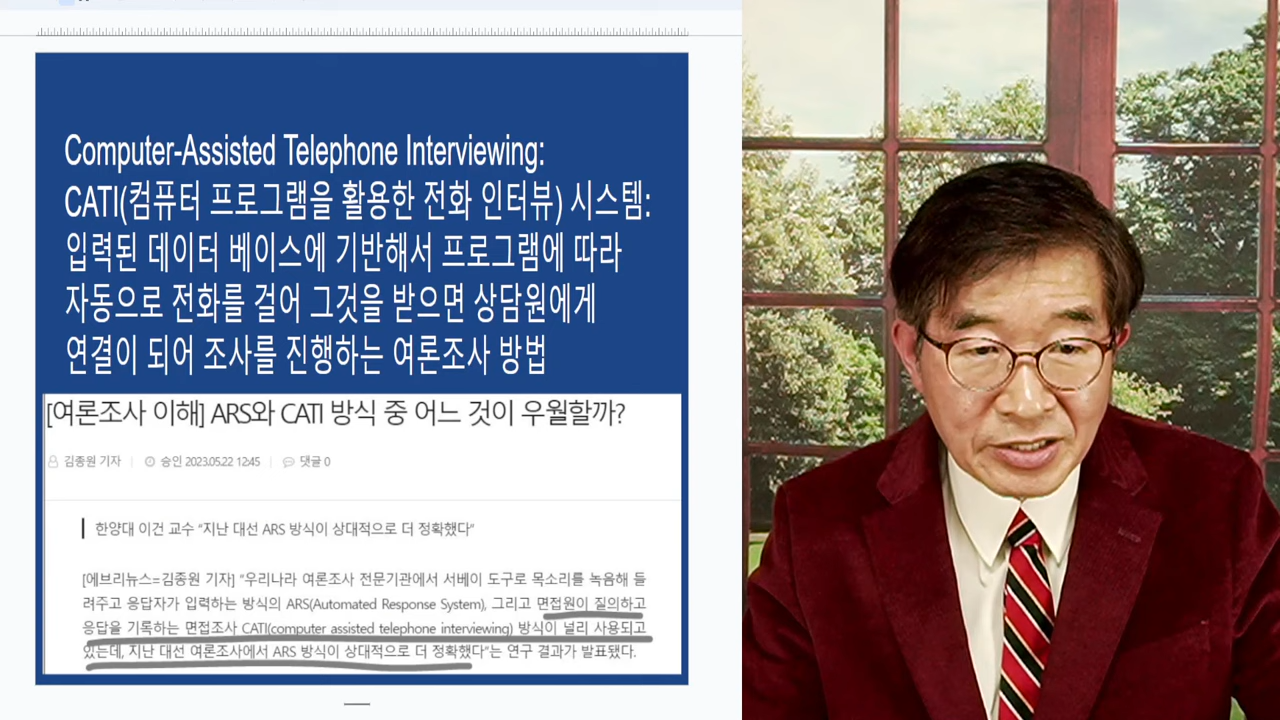 Computer-Assisted Telephone Interviewing:
CATI(컴퓨터 프로그램을 활용한 전화 인터뷰) 시스템:
입력된 데이터 베이스에 기반해서 프로그램에 따라
자동으로 전화를 걸어 그것을 받으면 상담원에게
연결이 되어 조사를 진행하는 여론조사 방법
[여론조사 이해] ARS와 CATI 방식 중 어느 것이 우월할까?
김종원 기자 승인 2023.05.22 12:45 댓글 0
한양대 이건 교수 “지난 대선 ARS 방식이 상대적으로 더 정확했다”
[에브리뉴스=김종원 기자] “우리나라 여론조사 전문기관에서 서베이 도구로 목소리를 녹음해 들
려주고 응답자가 입력하는 방식의 ARS(Automated Response System), 그리고 면접원이 질의하고
응답을 기록하는 면접조사 CATI(computer assisted telephone interviewing) 방식이 널리 사용되고
있는데, 지난 대선 여론조사에서 ARS 방식이 상대적으로 더 정확했다”는 연구 결과가 발표됐다.